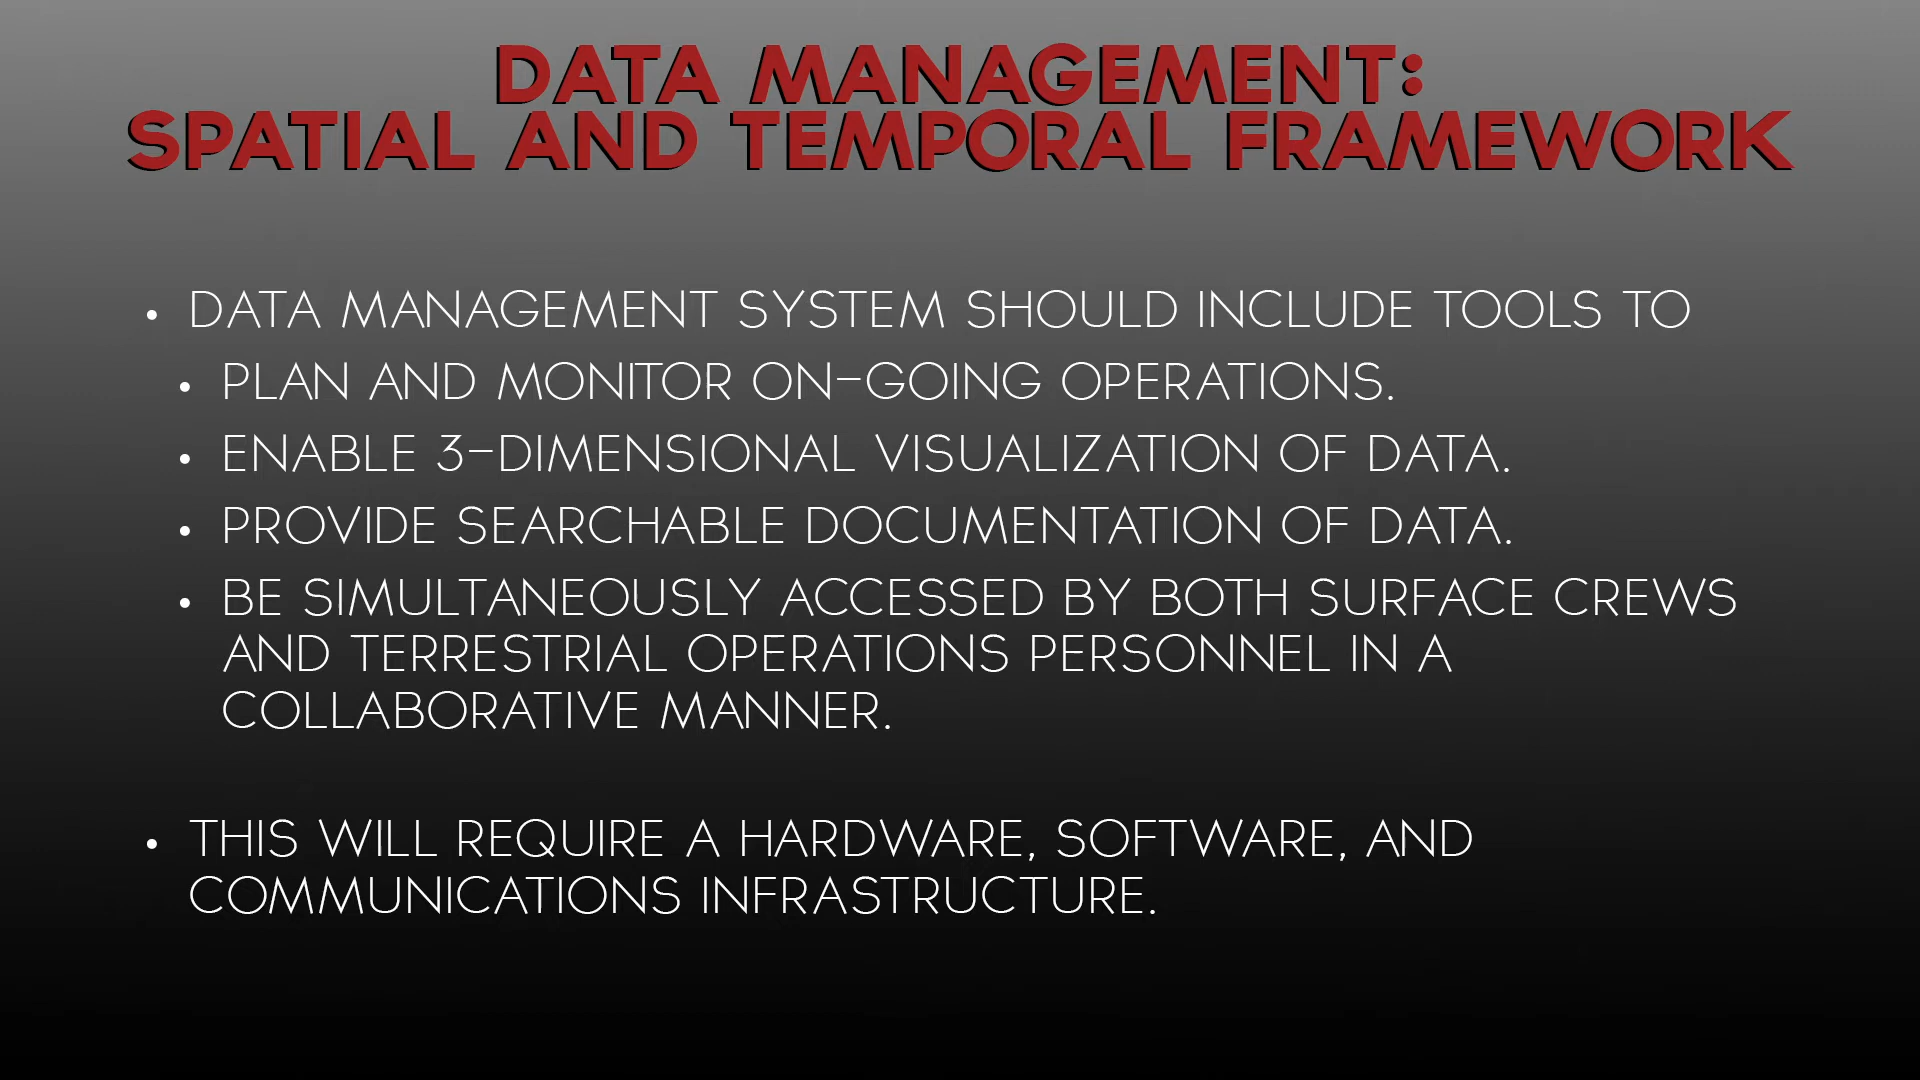 DATA MANAGEMENT:
SPATIAL AND TEMPORAL FRAMEWORK
• DATA MANAGEMENT SYSTEM SHOULD INCLUDE TOOLS TO
• PLAN AND MONITOR ON-GOING OPERATIONS.
• ENABLE 3-DIMENSIONAL VISUALIZATION OF DATA.
• PROVIDE SEARCHABLE DOCUMENTATION OF DATA.
• BE SIMULTANEOUSLY ACCESSED BY BOTH SURFACE CREWS
AND TERRESTRIAL OPERATIONS PERSONNEL IN A
COLLABORATIVE MANNER.
• THIS WILL REQUIRE A HARDWARE, SOFTWARE, AND
COMMUNICATIONS INFRASTRUCTURE.